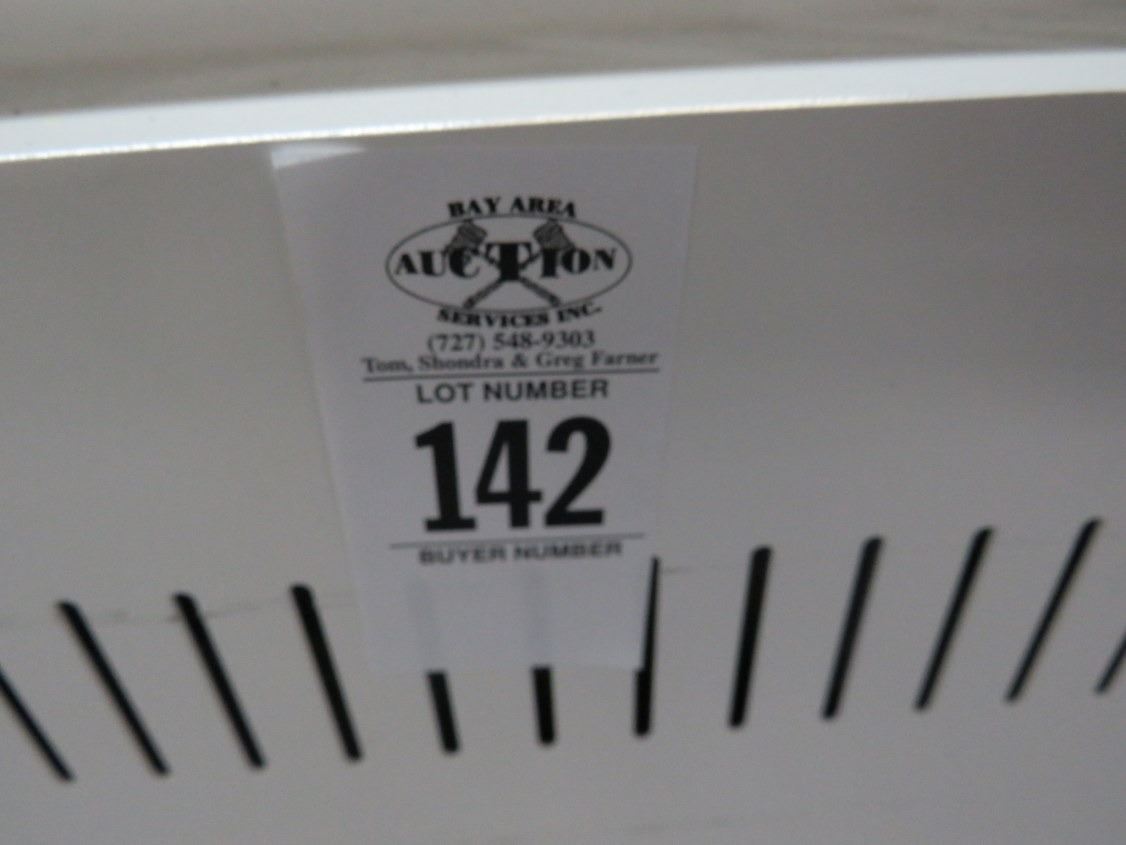 BAY AREA
AUCTION
SERVICES INC.
(727) 548-9303
Tom, Shondra & Greg Farner
LOT NUMBER
142
BUYER NUMBER